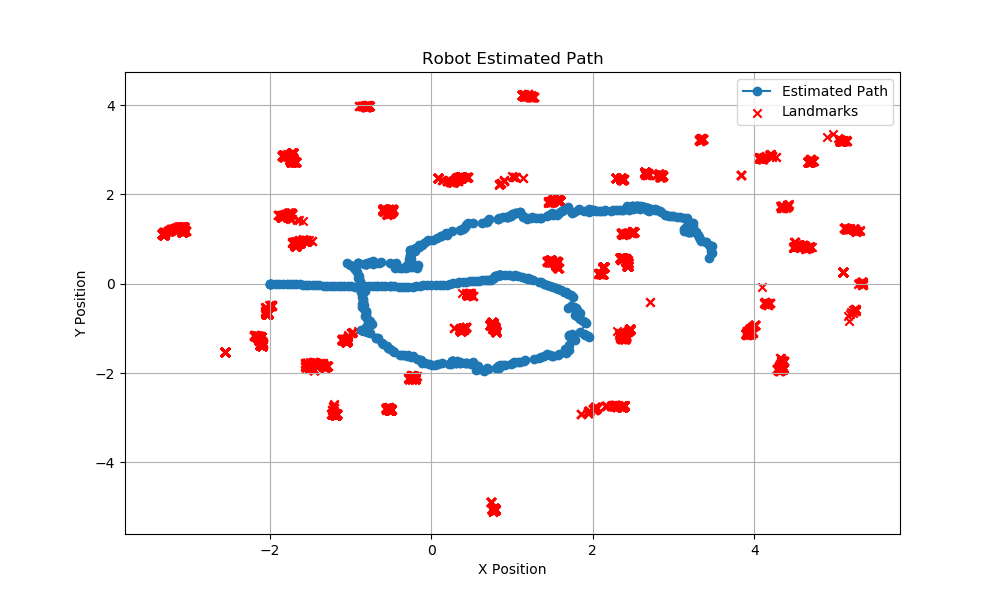 Robot Estimated Path
Estimated Path
Landmarks
4
2
0
−2
−4
Y Position
−2
0
2
4
X Position